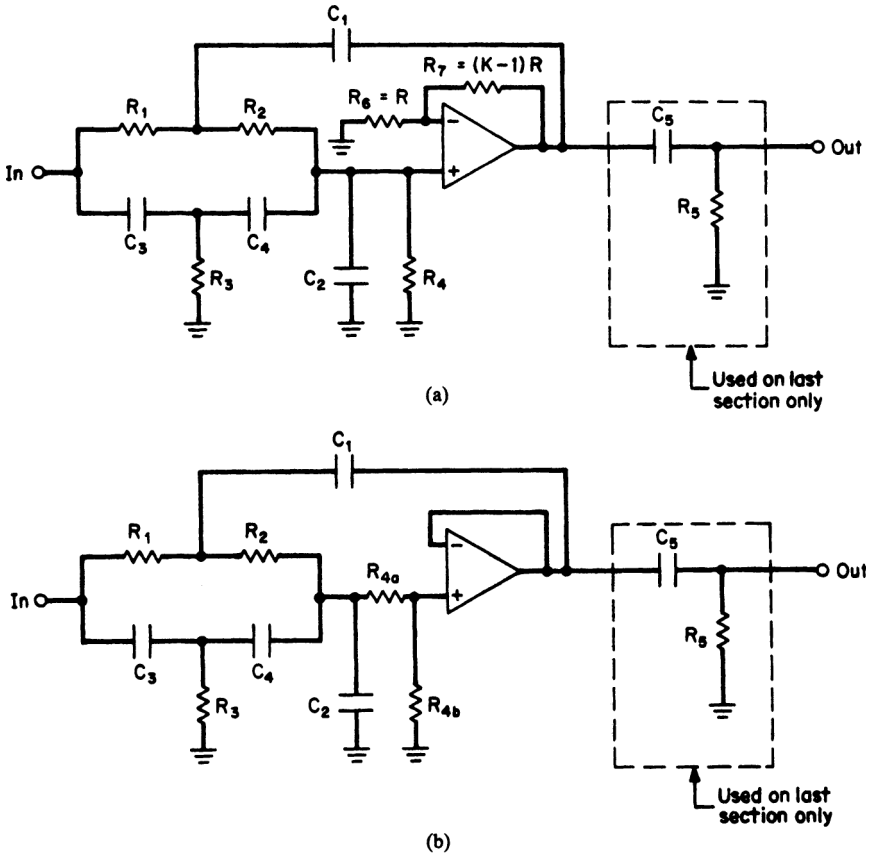 C₁
R₇ = (K−1)R
R₆ = R
R₁
R₂
C₅
In
−
+
Out
C₃
C₄
R₃
C₂
R₄
R₅
Used on last
section only
(a)
C₁
R₁
R₂
−
C₅
R₄ₐ
In
+
Out
C₃
C₄
R₃
C₂
R₄b
R₅
Used on last
section only
(b)